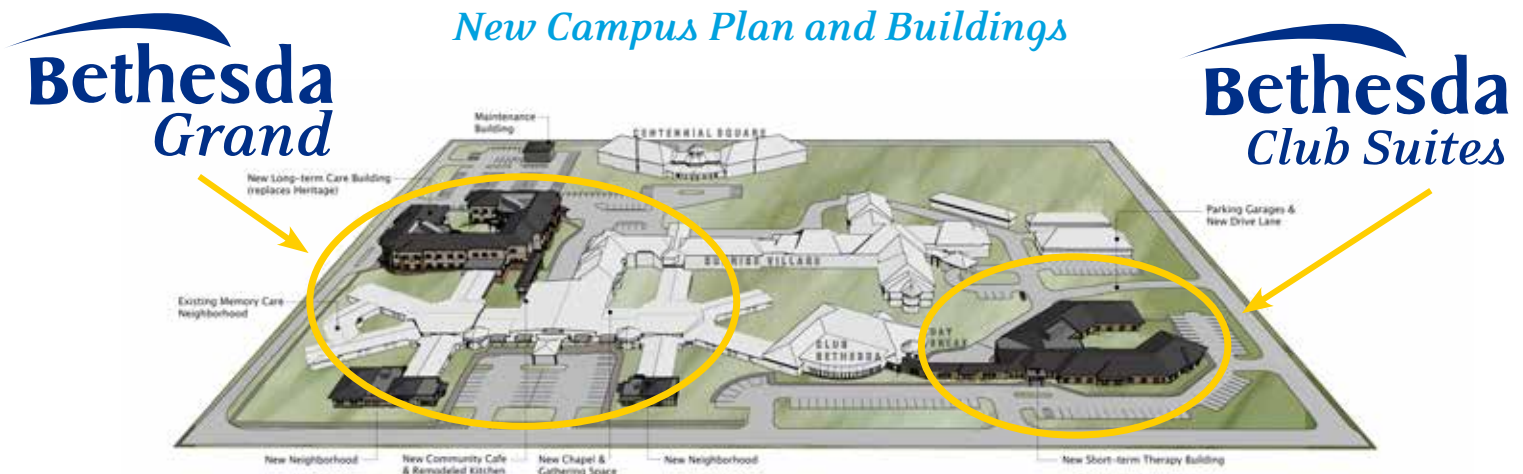 New Campus Plan and Buildings
Bethesda
Grand
Bethesda
Club Suites
Maintenance
Building
CENTENNIAL SQUARE
New Long-term Care Building
(replaces Heritage)
Parking Garages &
New Drive Lane
SUNRISE VILLAGE
Existing Memory Care
Neighborhood
CLUB
BETHESDA
DAY
BREAK
New Neighborhood
New Community Cafe
& Remodeled Kitchen
New Chapel &
Gathering Space
New Neighborhood
New Short-term Therapy Building